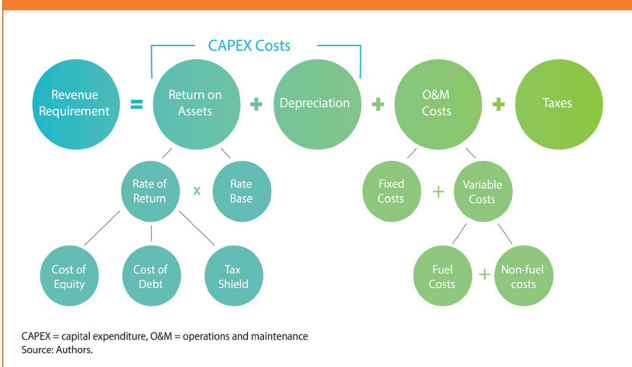 CAPEX Costs
Revenue
Requirement
=
Return on
Assets
+
Depreciation
+
O&M
Costs
+
Taxes
Rate of
Return
x
Rate
Base
Fixed
Costs
+
Variable
Costs
Cost of
Equity
Cost of
Debt
Tax
Shield
Fuel
Costs
+
Non-fuel
costs
CAPEX = capital expenditure, O&M = operations and maintenance
Source: Authors.